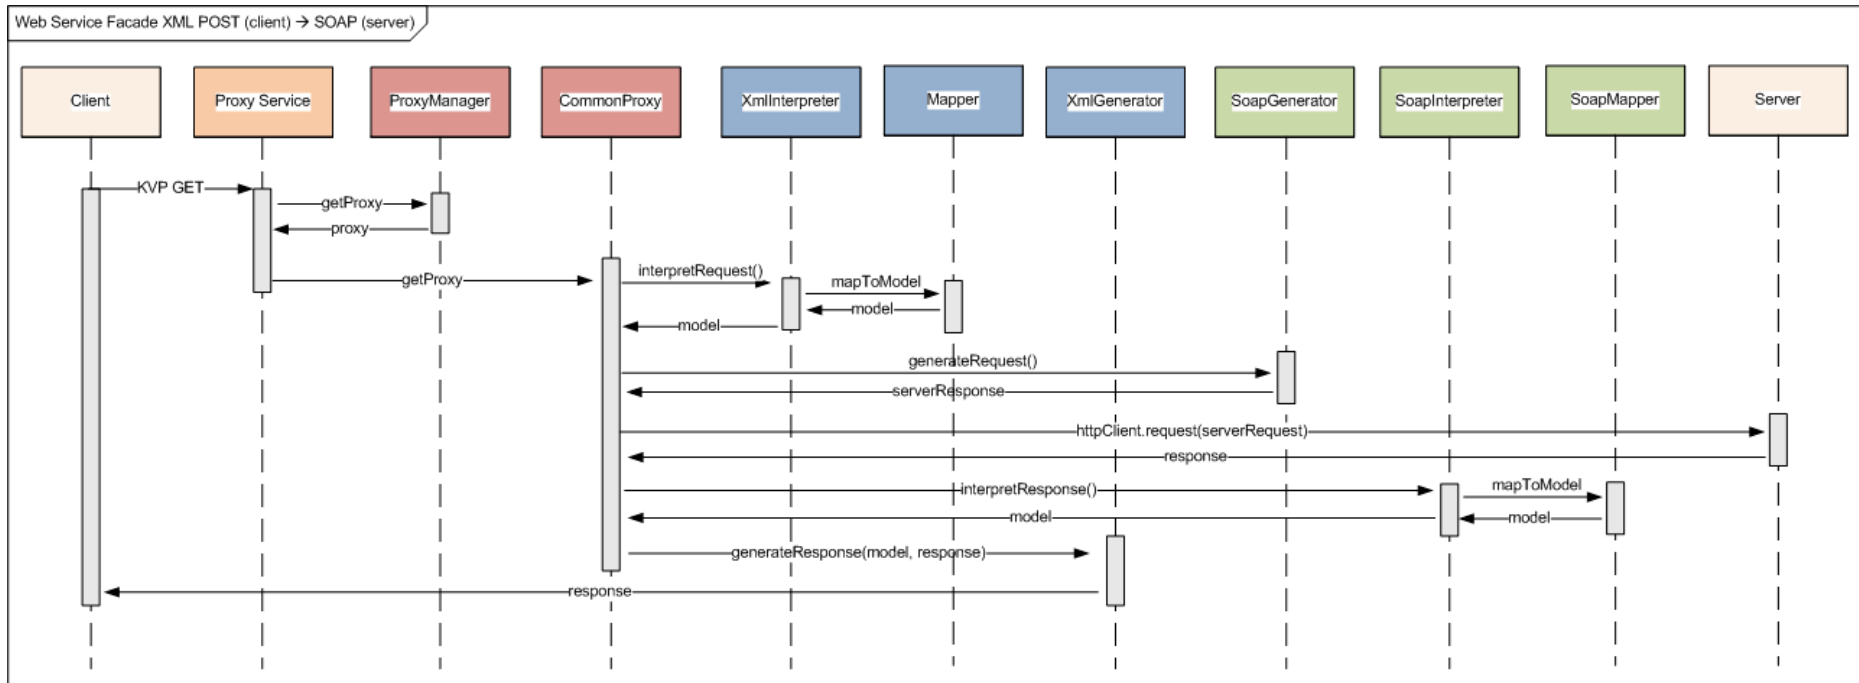 Web Service Facade XML POST (client) → SOAP (server)
Client
Proxy Service
ProxyManager
CommonProxy
XmlInterpreter
Mapper
XmlGenerator
SoapGenerator
SoapInterpreter
SoapMapper
Server
KVP GET
getProxy
proxy
getProxy
interpretRequest()
mapToModel
model
model
generateRequest()
serverResponse
httpClient.request(serverRequest)
response
interpretResponse()
mapToModel
model
model
generateResponse(model, response)
response